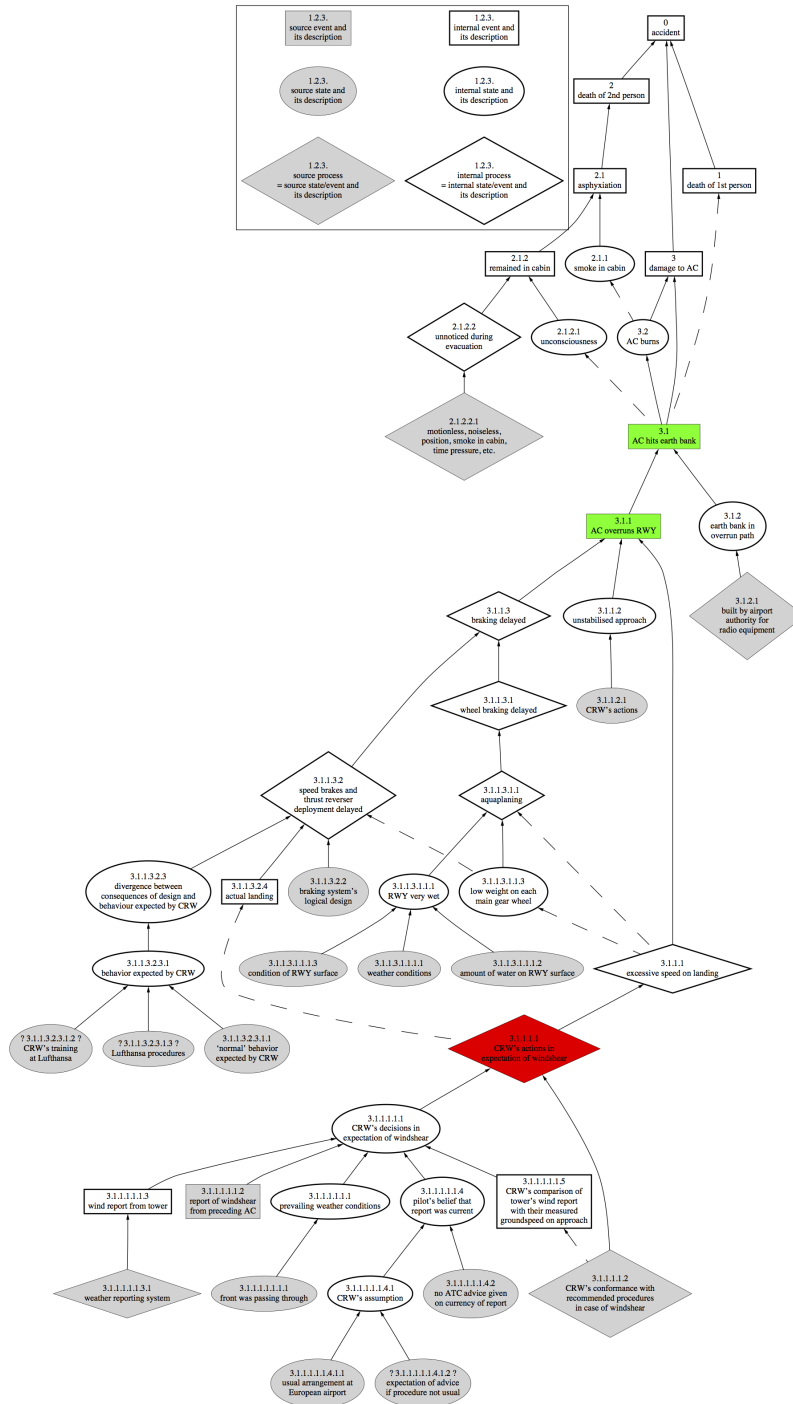 1.2.3.
source event and
its description
1.2.3.
internal event and
its description
1.2.3.
source state and
its description
1.2.3.
internal state and
its description
1.2.3.
source process
= source state/event and
its description
1.2.3.
internal process
= internal state/event and
its description
0
accident
2
death of 2nd person
2.1
asphyxiation
1
death of 1st person
2.1.2
remained in cabin
2.1.1
smoke in cabin
3
damage to AC
2.1.2.2
unnoticed during
evacuation
2.1.2.1
unconsciousness
3.2
AC burns
2.1.2.2.1
motionless, noiseless,
position, smoke in cabin,
time pressure, etc.
3.1
AC hits earth bank
3.1.1
AC overruns RWY
3.1.2
earth bank in
overrun path
3.1.1.3
braking delayed
3.1.1.2
unstabilised approach
3.1.2.1
built by airport
authority for
radio equipment
3.1.1.3.1
wheel braking delayed
3.1.1.2.1
CRW's actions
3.1.1.3.2
speed brakes and
thrust reverser
deployment delayed
3.1.1.3.1.1
aquaplaning
3.1.1.3.2.3
divergence between
consequences of design and
behaviour expected by CRW
3.1.1.3.2.4
actual landing
3.1.1.3.2.2
braking system's
logical design
3.1.1.3.1.1.1
RWY very wet
3.1.1.3.1.1.3
low weight on each
main gear wheel
3.1.1.3.2.3.1
behavior expected by CRW
3.1.1.3.1.1.1.3
condition of RWY surface
3.1.1.3.1.1.1.1
weather conditions
3.1.1.3.1.1.1.2
amount of water on RWY surface
3.1.1.1
excessive speed on landing
? 3.1.1.3.2.3.1.2 ?
CRW's training
at Lufthansa
? 3.1.1.3.2.3.1.3 ?
Lufthansa procedures
3.1.1.3.2.3.1.1
'normal' behavior
expected by CRW
3.1.1.1.1
CRW's actions in
expectation of windshear
3.1.1.1.1.1
CRW's decisions in
expectation of windshear
3.1.1.1.1.1.3
wind report from tower
3.1.1.1.1.1.2
report of windshear
from preceding AC
3.1.1.1.1.1.1
prevailing weather conditions
3.1.1.1.1.1.4
pilot's belief that
report was current
3.1.1.1.1.1.5
CRW's comparison of
tower's wind report
with their measured
groundspeed on approach
3.1.1.1.1.1.3.1
weather reporting system
3.1.1.1.1.1.1.1
front was passing through
3.1.1.1.1.1.4.1
CRW's assumption
3.1.1.1.1.1.4.2
no ATC advice given
on currency of report
3.1.1.1.1.2
CRW's conformance with
recommended procedures
in case of windshear
3.1.1.1.1.1.4.1.1
usual arrangement at
European airport
? 3.1.1.1.1.1.4.1.2 ?
expectation of advice
if procedure not usual